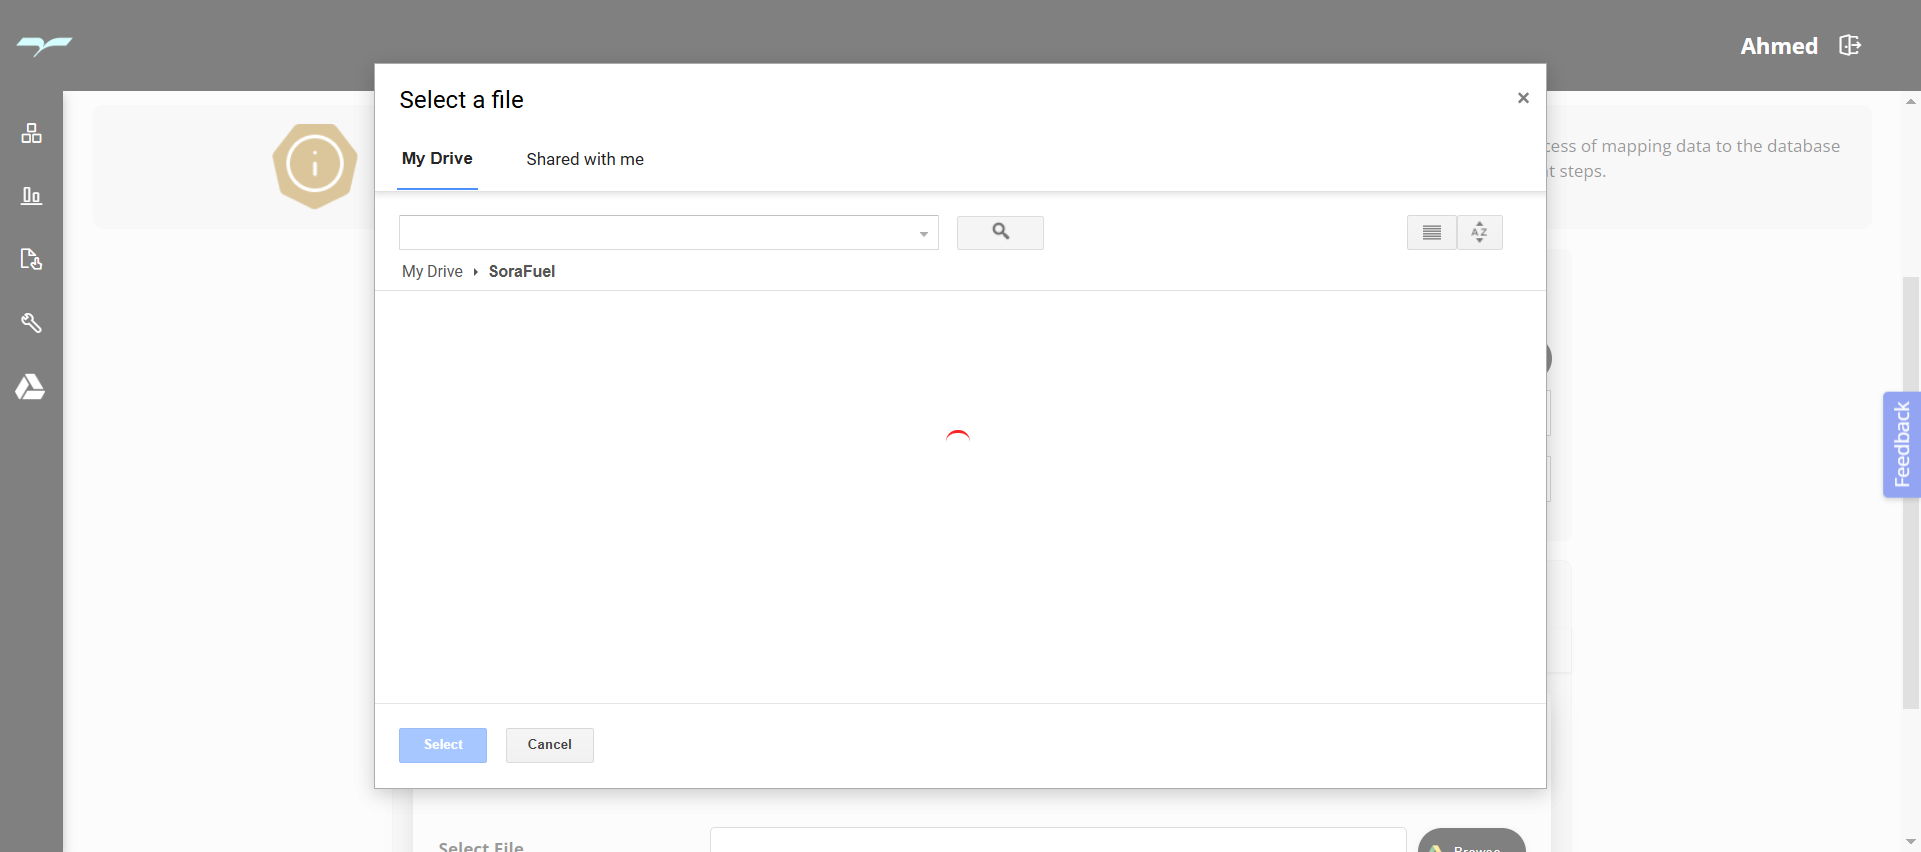 Ahmed
Select a file
×
My Drive
Shared with me
cess of mapping data to the database
t steps.
A Z
My Drive SoraFuel
Feedback
Select
Cancel
Select File
Browse